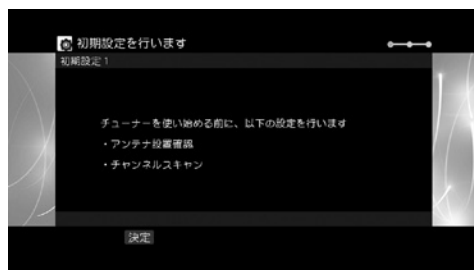 初期設定を行います
初期設定1
チューナーを使い始める前に、以下の設定を行います
・アンテナ設置確認
・チャンネルスキャン
決定